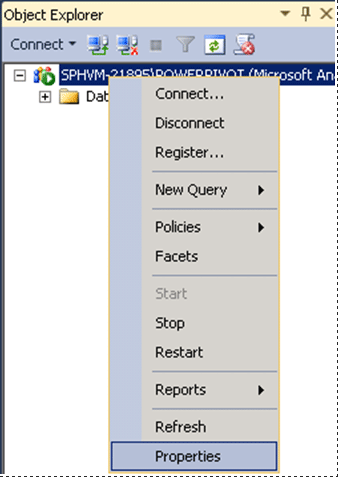 Object Explorer
Connect
SPHVM-21895\POWERPIVOT (Microsoft An
Dat
Connect...
Disconnect
Register...
New Query
Policies
Facets
Start
Stop
Restart
Reports
Refresh
Properties